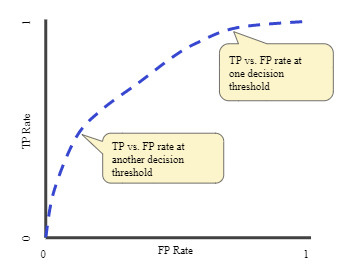 1
TP vs. FP rate at
one decision
threshold
TP Rate
TP vs. FP rate at
another decision
threshold
0
0
FP Rate
1